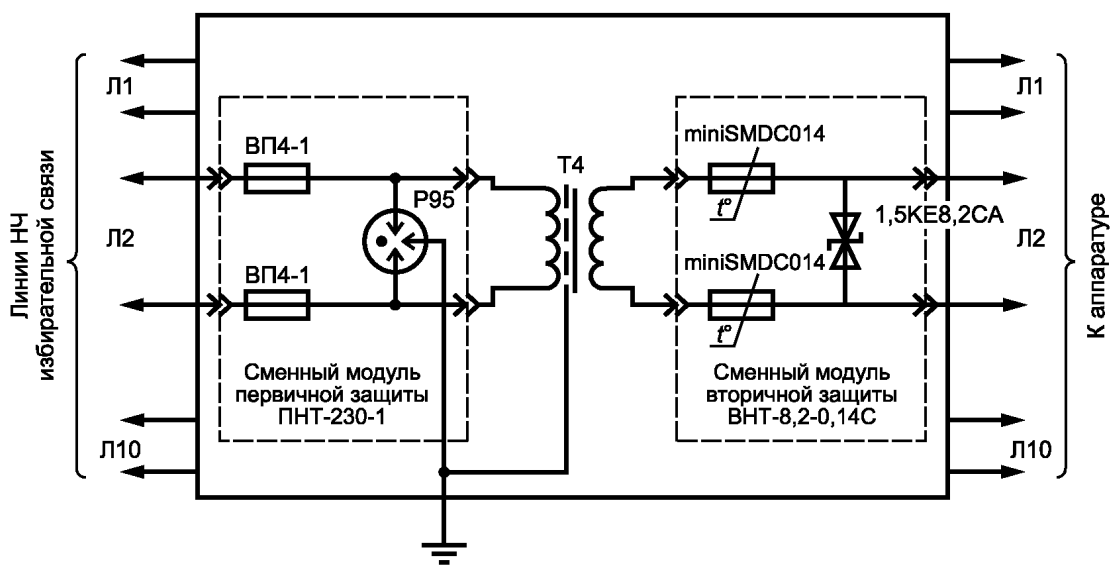 Линии НЧ
избирательной связи
Л1
Л2
Л10
ВП4-1
Р95
ВП4-1
Сменный модуль
первичной защиты
ПНТ-230-1
Т4
miniSMDC014
t°
1,5КЕ8,2СА
miniSMDC014
t°
Сменный модуль
вторичной защиты
ВНТ-8,2-0,14С
Л1
Л2
Л10
К аппаратуре